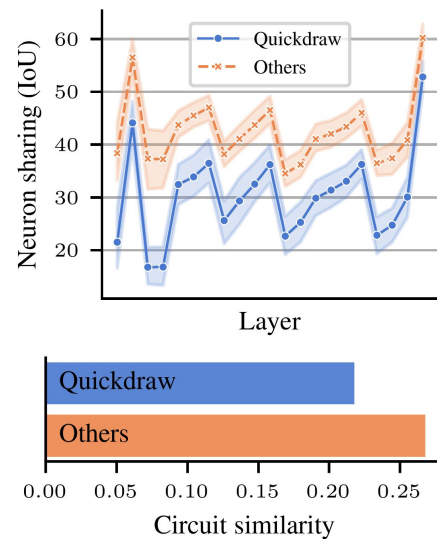 Neuron sharing (IoU)
60
50
40
30
20
Quickdraw
Others
Layer
Quickdraw
Others
0.00 0.05 0.10 0.15 0.20 0.25
Circuit similarity